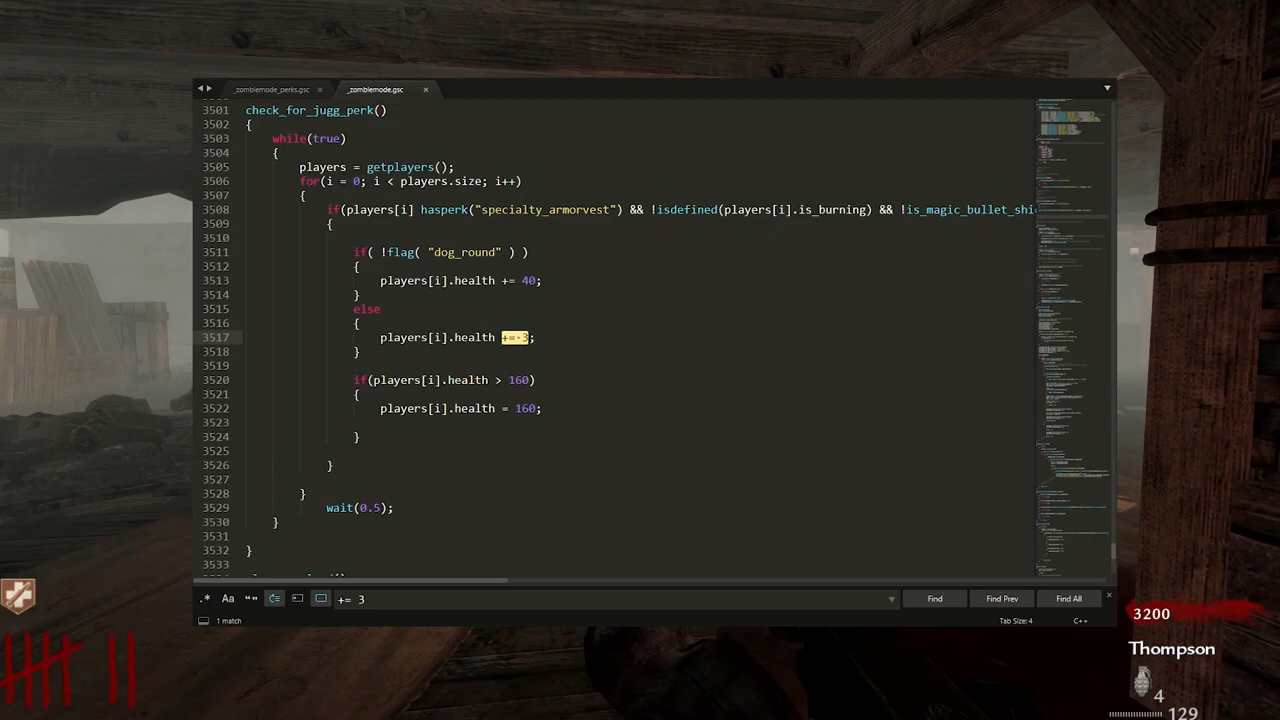 _zombiemode_perks.gsc × _zombiemode.gsc ×
3501 check_for_jugg_perk()
3502 {
3503 while(true)
3504 {
3505 players = getplayers();
3506 for(i = 0; i < players.size; i++)
3507 {
3508 if(players[i] hasperk("specialty_armorvest") && !isdefined(players[i].is_burning) && !is_magic_bullet_shi
3509 {
3510
3511 if( !flag( "dog_round" ) )
3512 {
3513 players[i].health += 40;
3514 }
3515 else
3516 {
3517 players[i].health += 3;
3518 }
3519
3520 if(players[i].health > 160)
3521 {
3522 players[i].health = 160;
3523
3524 }
3525
3526 }
3527
3528 }
3529 wait(0.5);
3530 }
3531
3532 }
3533
.* Aa “” += 3 Find Find Prev Find All ×
1 match Tab Size: 4 C++
3200
Thompson
4
129